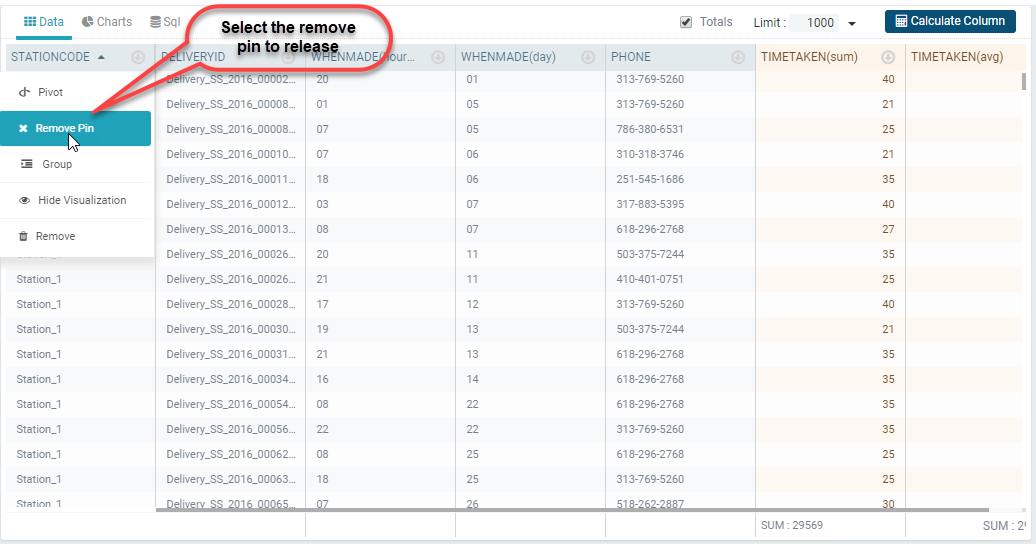 Data Charts Sql Select the remove pin to release Totals Limit : 1000 Calculate Column
STATIONCODE DELIVERYID WHENMADE(hour... WHENMADE(day) PHONE TIMETAKEN(sum) TIMETAKEN(avg)
Delivery_SS_2016_00002... 20 01 313-769-5260 40
Pivot
Delivery_SS_2016_00008... 01 05 313-769-5260 21
Remove Pin
Delivery_SS_2016_00008... 07 05 786-380-6531 25
Delivery_SS_2016_00010... 07 06 310-318-3746 21
Group
Delivery_SS_2016_00011... 18 06 251-545-1686 35
Hide Visualization
Delivery_SS_2016_00012... 03 07 317-883-5395 40
Delivery_SS_2016_00013... 08 07 618-296-2768 27
Remove
Delivery_SS_2016_00026... 20 11 503-375-7244 35
Station_1 Delivery_SS_2016_00026... 21 11 410-401-0751 25
Station_1 Delivery_SS_2016_00028... 17 12 313-769-5260 40
Station_1 Delivery_SS_2016_00030... 19 13 503-375-7244 21
Station_1 Delivery_SS_2016_00031... 21 13 618-296-2768 35
Station_1 Delivery_SS_2016_00034... 16 14 618-296-2768 35
Station_1 Delivery_SS_2016_00054... 08 22 618-296-2768 35
Station_1 Delivery_SS_2016_00056... 22 22 313-769-5260 35
Station_1 Delivery_SS_2016_00062... 08 25 618-296-2768 25
Station_1 Delivery_SS_2016_00063... 18 25 313-769-5260 25
Station_1 Delivery_SS_2016_00065... 07 26 518-262-2887 30
SUM : 29569 SUM : 29